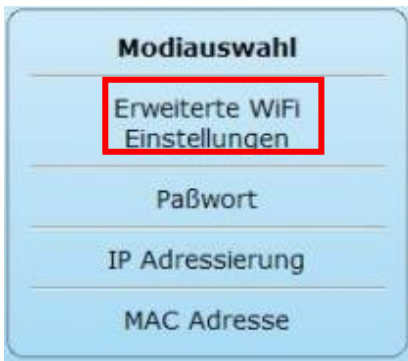 Modiauswahl
Erweiterte WiFi
Einstellungen
Paßwort
IP Adressierung
MAC Adresse